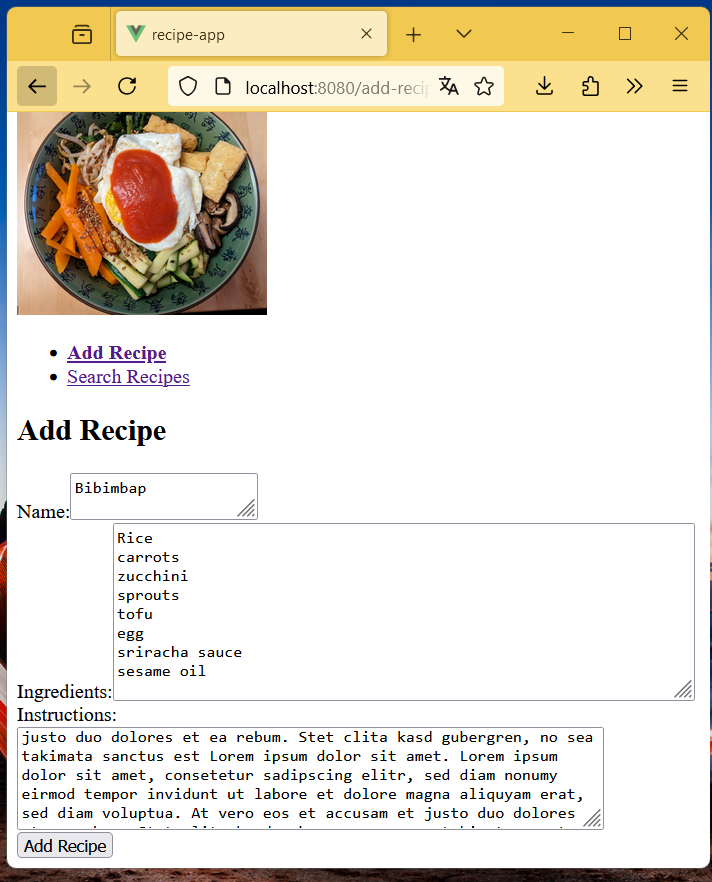 recipe-app
localhost:8080/add-reci
Add Recipe
Search Recipes
Add Recipe
Name:
Bibimbap
Rice
carrots
zucchini
sprouts
tofu
egg
sriracha sauce
sesame oil
Ingredients:
Instructions:
justo duo dolores et ea rebum. Stet clita kasd gubergren, no sea
takimata sanctus est Lorem ipsum dolor sit amet. Lorem ipsum
dolor sit amet, consetetur sadipscing elitr, sed diam nonumy
eirmod tempor invidunt ut labore et dolore magna aliquyam erat,
sed diam voluptua. At vero eos et accusam et justo duo dolores
Add Recipe